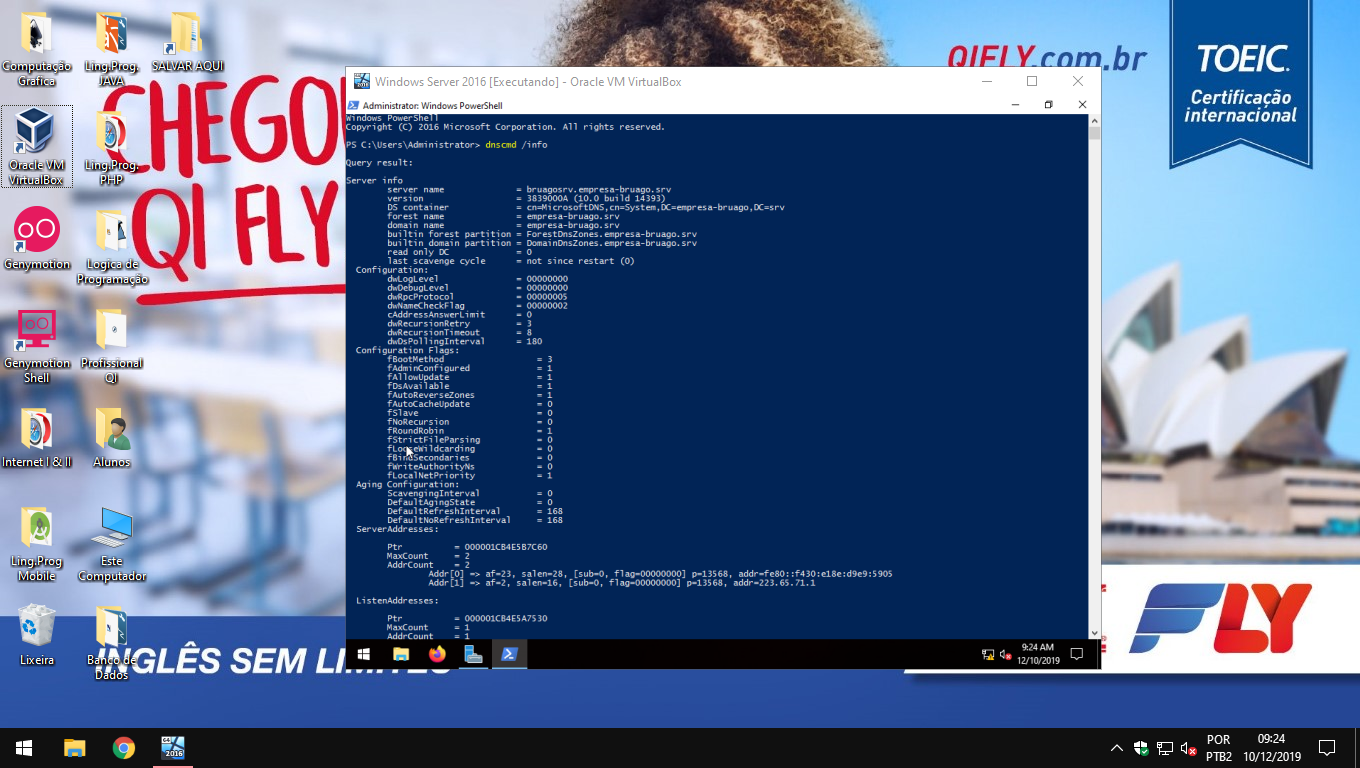 Computação
Gráfica
Ling.Prog.
JAVA
SALVAR AQUI
Oracle VM
VirtualBox
Ling.Prog.
PHP
Genymotion
Logica de
Programação
Genymotion
Shell
Profissional
QI
Internet I & II
Alunos
Ling.Prog
Mobile
Este
Computador
Lixeira
Banco de
Dados
CHEGO
QI FLY
QIFLY.com.br
TOEIC.
Certificação
internacional
Windows Server 2016 [Executando] - Oracle VM VirtualBox
Administrator: Windows PowerShell
Windows PowerShell
Copyright (C) 2016 Microsoft Corporation. All rights reserved.
PS C:\Users\Administrator> dnscmd /info
Query result:
Server info
server name = bruagosrv.empresa-bruago.srv
version = 3839000A (10.0 build 14393)
DS container = cn=MicrosoftDNS,cn=System,DC=empresa-bruago,DC=srv
forest name = empresa-bruago.srv
domain name = empresa-bruago.srv
builtin forest partition = ForestDnsZones.empresa-bruago.srv
builtin domain partition = DomainDnsZones.empresa-bruago.srv
read only DC = 0
last scavenge cycle = not since restart (0)
Configuration:
dwLogLevel = 00000000
dwDebugLevel = 00000000
dwRpcProtocol = 00000005
dwNameCheckFlag = 00000002
cAddressAnswerLimit = 0
dwRecursionRetry = 3
dwRecursionTimeout = 8
dwDsPollingInterval = 180
Configuration Flags:
fBootMethod = 3
fAdminConfigured = 1
fAllowUpdate = 1
fDsAvailable = 1
fAutoReverseZones = 1
fAutoCacheUpdate = 0
fSlave = 0
fNoRecursion = 0
fRoundRobin = 1
fStrictFileParsing = 0
fLooseWildcarding = 0
fBindSecondaries = 0
fWriteAuthorityNs = 0
fLocalNetPriority = 1
Aging Configuration:
ScavengingInterval = 0
DefaultAgingState = 0
DefaultRefreshInterval = 168
DefaultNoRefreshInterval = 168
ServerAddresses:
Ptr = 000001CB4E5B7C60
MaxCount = 2
AddrCount = 2
Addr[0] => af=23, salen=28, [sub=0, flag=00000000] p=13568, addr=fe80::f430:e18e:d9e9:5905
Addr[1] => af=2, salen=16, [sub=0, flag=00000000] p=13568, addr=223.65.71.1
ListenAddresses:
Ptr = 000001CB4E5A7530
MaxCount = 1
AddrCount = 1
9:24 AM
12/10/2019
FLY
INGLÊS SEM LIMITES
2016
POR
PTB2
09:24
10/12/2019